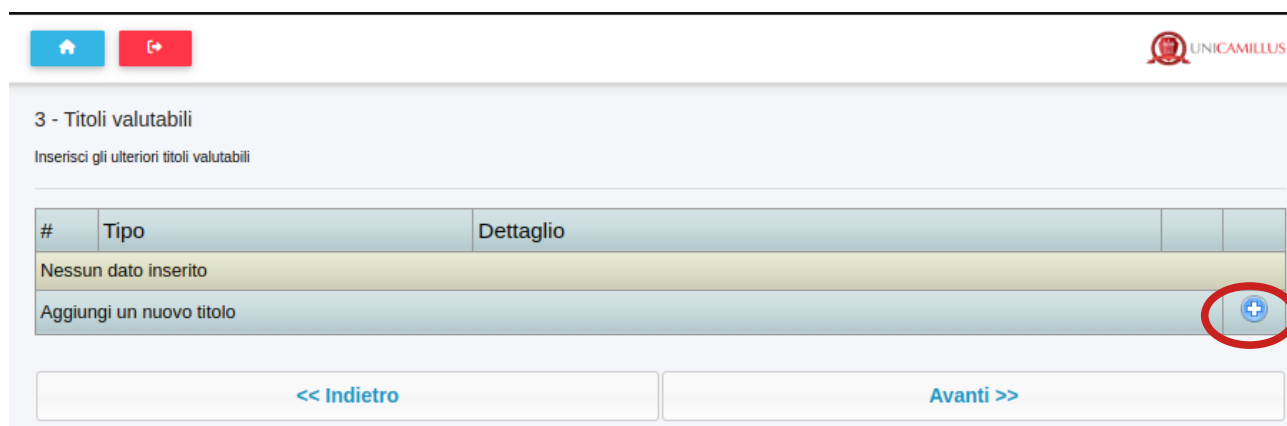 UNICAMILLUS
3 - Titoli valutabili
Inserisci gli ulteriori titoli valutabili
# Tipo Dettaglio
Nessun dato inserito
Aggiungi un nuovo titolo
<< Indietro Avanti >>